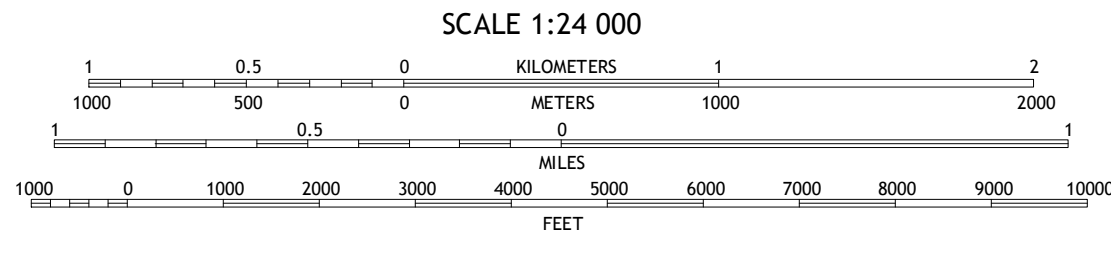 SCALE 1:24 000
1 0.5 0 KILOMETERS 1 2
1000 500 0 METERS 1000 2000
1 0.5 0 1
MILES
1000 0 1000 2000 3000 4000 5000 6000 7000 8000 9000 10000
FEET